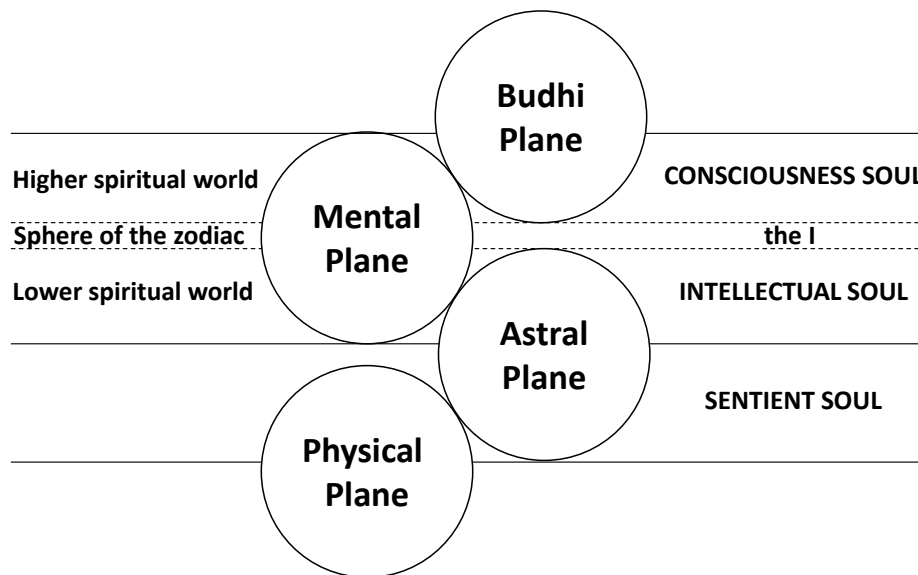 Budhi
Plane
Higher spiritual world
CONSCIOUSNESS SOUL
Mental
Plane
Sphere of the zodiac
the I
Lower spiritual world
INTELLECTUAL SOUL
Astral
Plane
SENTIENT SOUL
Physical
Plane